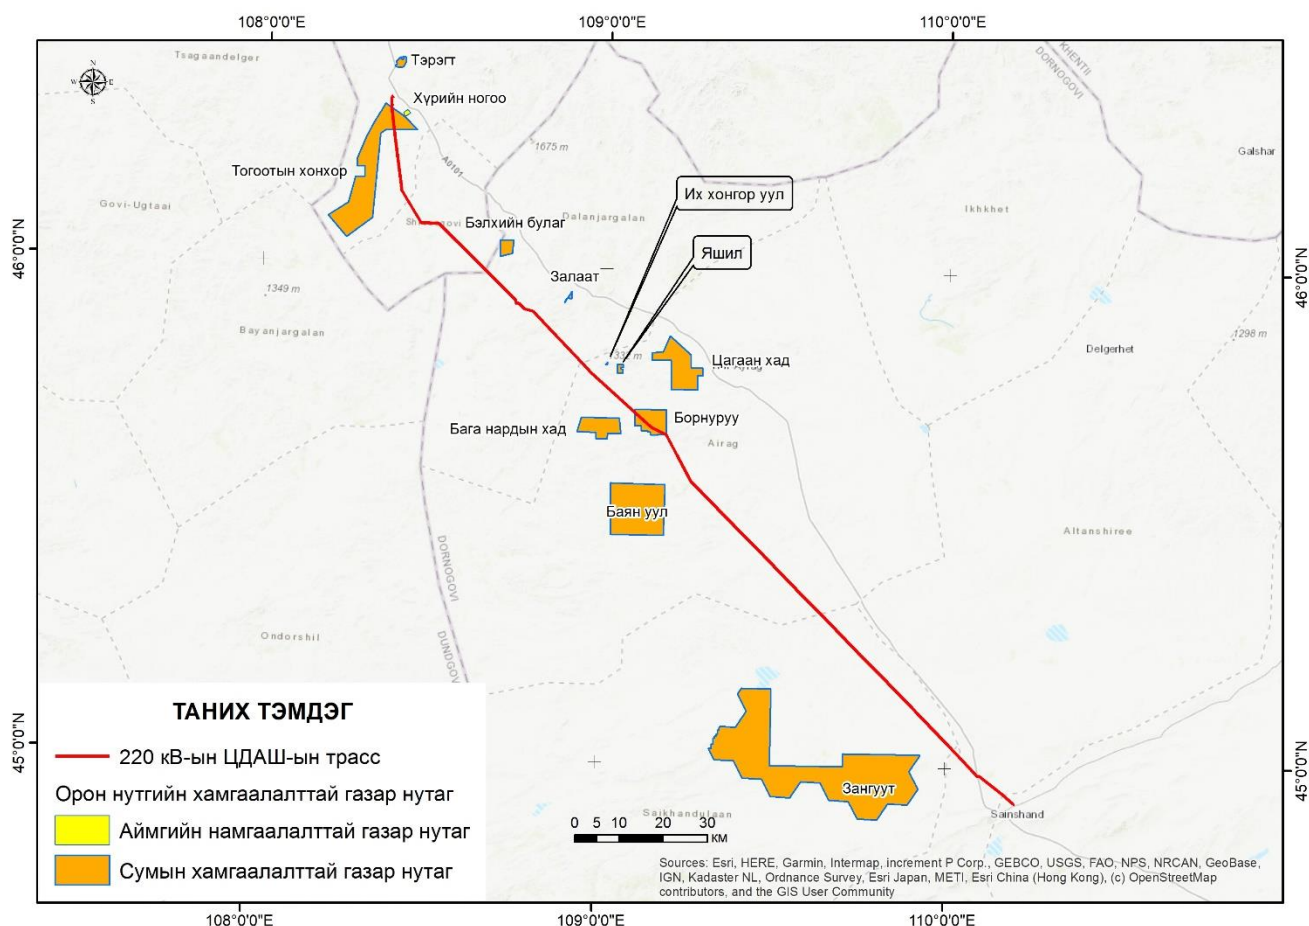 108°0'0"E
109°0'0"E
110°0'0"E
Tsagaandelger
Тэрэгт
KHENTII
DORNOGOVI
N
W
E
S
Хүрийн ногоо
1675 m
A0101
Galshar
Тогоотын хонхор
Их хонгор уул
Govi-Ugtaai
Бэлхийн булаг
Dalanjargalan
Ikhkhet
46°0'0"N
46°0'0"N
Яшил
Залаат
1349 m
Bayanjargalan
1298 m
Delgerhet
Цагаан хад
Бага нардын хад
Борнуруу
Airag
Баян уул
Altanshiree
DORNOGOVI
DUNDGOVI
Ondorshil
ТАНИХ ТЭМДЭГ
220 кВ-ын ЦДАШ-ын трасс
Орон нутгийн хамгаалалттай газар нутаг
Аймгийн намгаалалттай газар нутаг
Сумын хамгаалалттай газар нутаг
45°0'0"N
45°0'0"N
Зангуут
Saikhandulaan
Sainshand
0 5 10 20 30
КМ
Sources: Esri, HERE, Garmin, Intermap, increment P Corp., GEBCO, USGS, FAO, NPS, NRCAN, GeoBase,
IGN, Kadaster NL, Ordnance Survey, Esri Japan, METI, Esri China (Hong Kong), (c) OpenStreetMap
contributors, and the GIS User Community
108°0'0"E
109°0'0"E
110°0'0"E